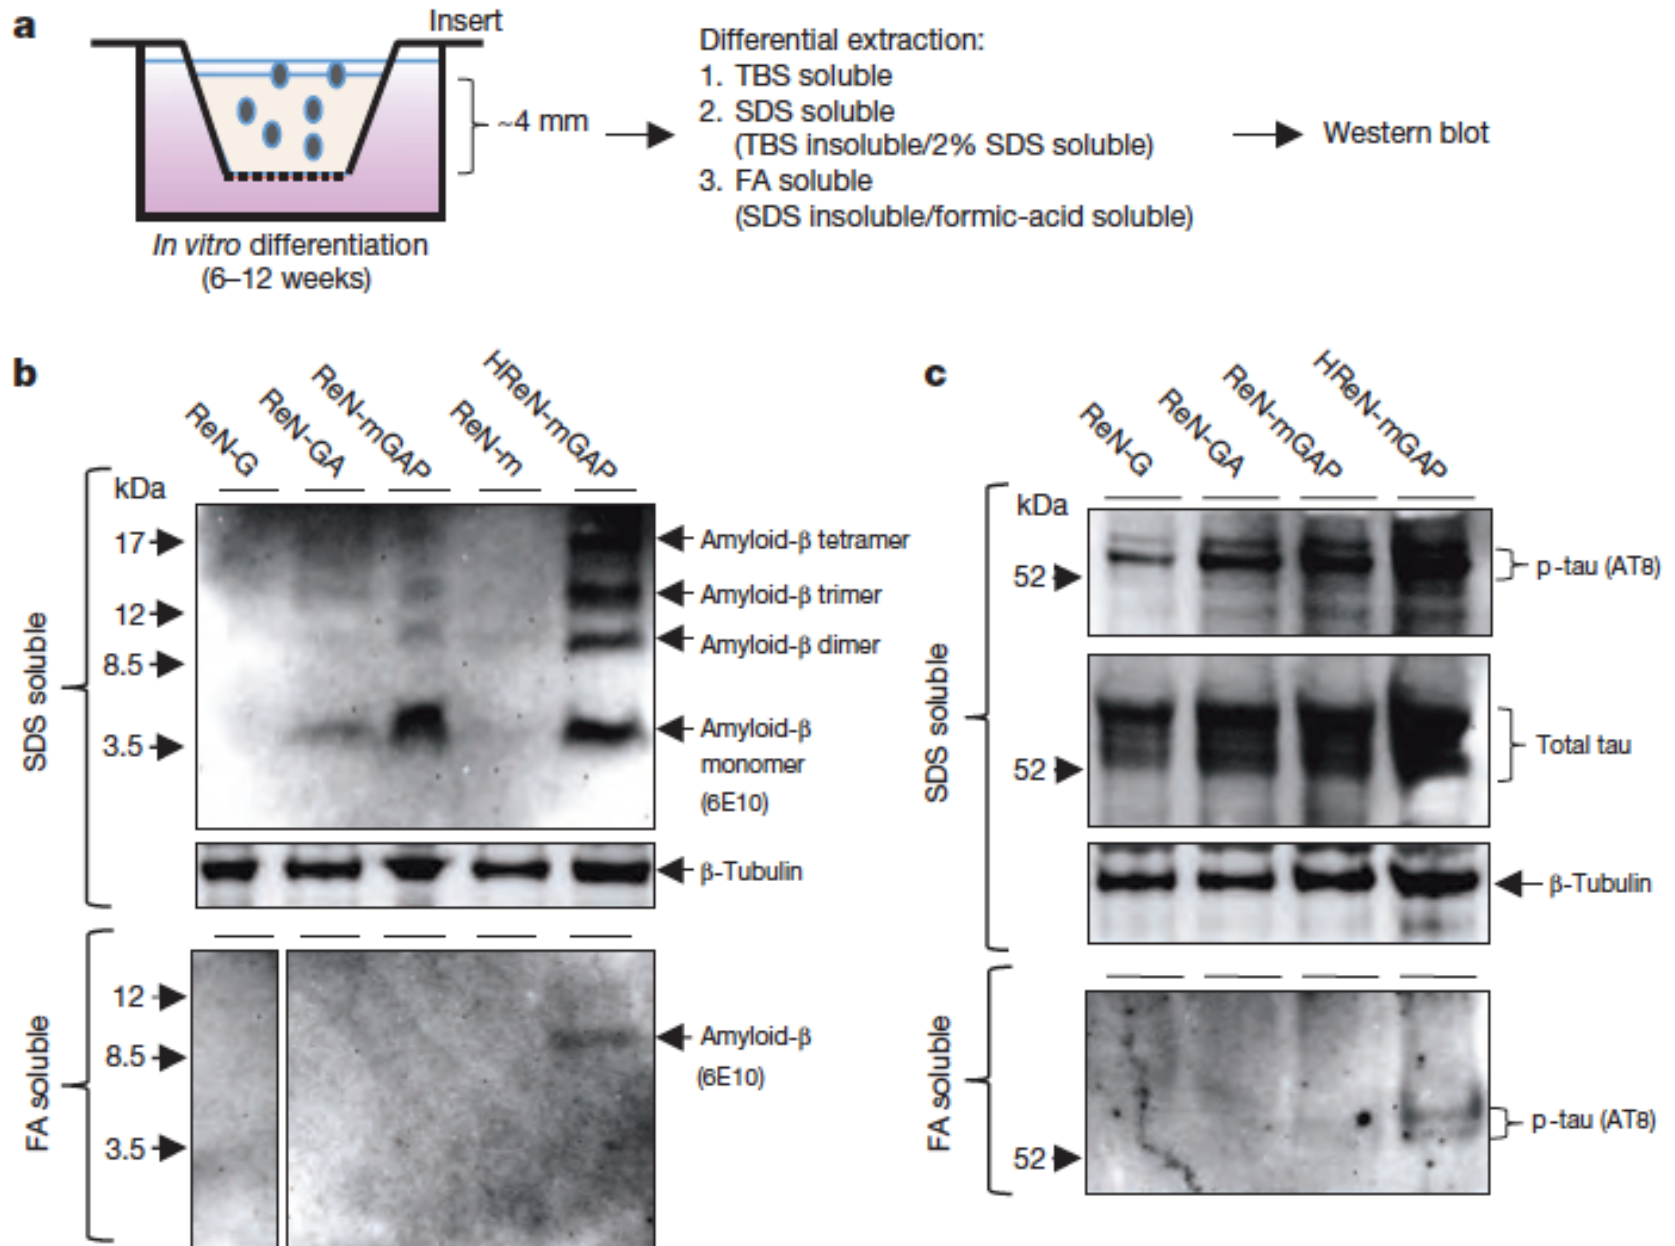 a
Insert
~4 mm
In vitro differentiation
(6–12 weeks)
Differential extraction:
1. TBS soluble
2. SDS soluble
(TBS insoluble/2% SDS soluble)
3. FA soluble
(SDS insoluble/formic-acid soluble)
Western blot
b
ReN-G
ReN-GA
ReN-mGAP
ReN-m
HReN-mGAP
SDS soluble
kDa
17
12
8.5
3.5
Amyloid-β tetramer
Amyloid-β trimer
Amyloid-β dimer
Amyloid-β
monomer
(6E10)
β-Tubulin
FA soluble
12
8.5
3.5
Amyloid-β
(6E10)
c
ReN-G
ReN-GA
ReN-mGAP
HReN-mGAP
SDS soluble
kDa
52
p-tau (AT8)
52
Total tau
β-Tubulin
FA soluble
52
p-tau (AT8)